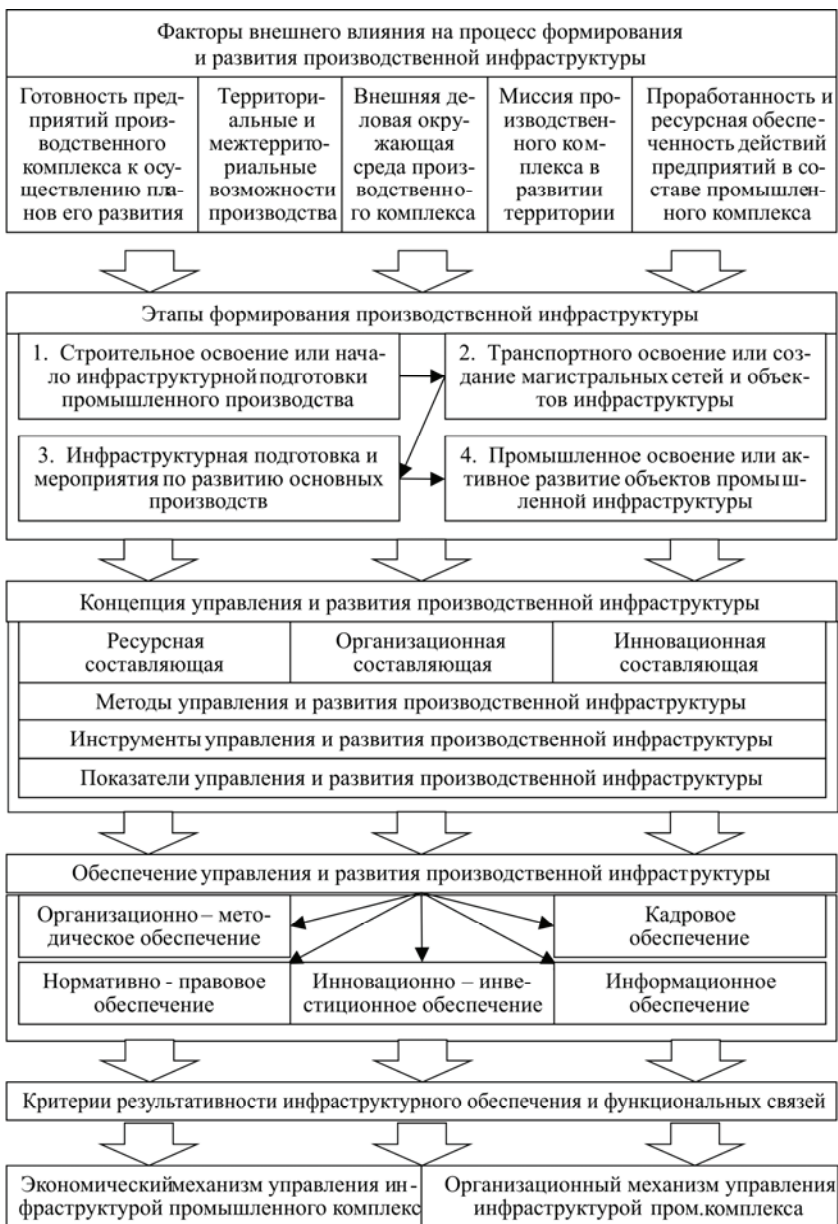 Факторы внешнего влияния на процесс формирования
и развития производственной инфраструктуры
Готовность пред-
приятий произ-
водственного
комплекса к осу-
ществлению пла-
нов его развития
Территори-
альные и
межтеррито-
риальные
возможности
производства
Внешняя де-
ловая окру-
жающая
среда произ-
водственно-
го комплекса
Миссия про-
изводствен-
ного ком-
плекса в
развитии
территории
Проработанность и
ресурсная обеспе-
ченность действий
предприятий в со-
ставе промышлен-
ного комплекса
Этапы формирования производственной инфраструктуры
1. Строительное освоение или нача-
ло инфраструктурной подготовки
промышленного производства
2. Транспортного освоение или соз-
дание магистральных сетей и объ-
ектов инфраструктуры
3. Инфраструктурная подготовка и
мероприятия по развитию основных
производств
4. Промышленное освоение или ак-
тивное развитие объектов промыш-
ленной инфраструктуры
Концепция управления и развития производственной инфраструктуры
Ресурсная
составляющая
Организационная
составляющая
Инновационная
составляющая
Методы управления и развития производственной инфраструктуры
Инструменты управления и развития производственной инфраструктуры
Показатели управления и развития производственной инфраструктуры
Обеспечение управления и развития производственной инфраструктуры
Организационно – мето-
дическое обеспечение
Кадровое
обеспечение
Нормативно - правовое
обеспечение
Инновационно – инве-
стиционное обеспечение
Информационное
обеспечение
Критерии результативности инфраструктурного обеспечения и функциональных связей
Экономический механизм управления ин-
фраструктурой промышленного комплекс
Организационный механизм управления
инфраструктурой пром.комплекса